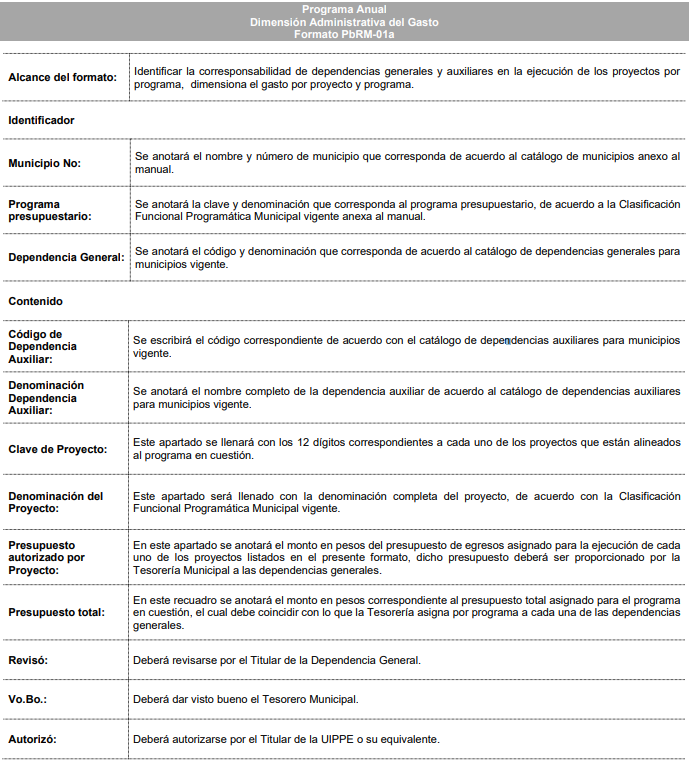 Programa Anual
Dimensión Administrativa del Gasto
Formato PbRM-01a
Alcance del formato:
Identificar la corresponsabilidad de dependencias generales y auxiliares en la ejecución de los proyectos por
programa, dimensiona el gasto por proyecto y programa.
Identificador
Municipio No:
Se anotará el nombre y número de municipio que corresponda de acuerdo al catálogo de municipios anexo al
manual.
Programa
presupuestario:
Se anotará la clave y denominación que corresponda al programa presupuestario, de acuerdo a la Clasificación
Funcional Programática Municipal vigente anexa al manual.
Dependencia General:
Se anotará el código y denominación que corresponda de acuerdo al catálogo de dependencias generales para
municipios vigente.
Contenido
Código de
Dependencia
Auxiliar:
Se escribirá el código correspondiente de acuerdo con el catálogo de dependencias auxiliares para municipios
vigente.
Denominación
Dependencia
Auxiliar:
Se anotará el nombre completo de la dependencia auxiliar de acuerdo al catálogo de dependencias auxiliares
para municipios vigente.
Clave de Proyecto:
Este apartado se llenará con los 12 dígitos correspondientes a cada uno de los proyectos que están alineados
al programa en cuestión.
Denominación del
Proyecto:
Este apartado será llenado con la denominación completa del proyecto, de acuerdo con la Clasificación
Funcional Programática Municipal vigente.
Presupuesto
autorizado por
Proyecto:
En este apartado se anotará el monto en pesos del presupuesto de egresos asignado para la ejecución de cada
uno de los proyectos listados en el presente formato, dicho presupuesto deberá ser proporcionado por la
Tesorería Municipal a las dependencias generales.
Presupuesto total:
En este recuadro se anotará el monto en pesos correspondiente al presupuesto total asignado para el programa
en cuestión, el cual debe coincidir con lo que la Tesorería asigna por programa a cada una de las dependencias
generales.
Revisó:
Deberá revisarse por el Titular de la Dependencia General.
Vo.Bo.:
Deberá dar visto bueno el Tesorero Municipal.
Autorizó:
Deberá autorizarse por el Titular de la UIPPE o su equivalente.